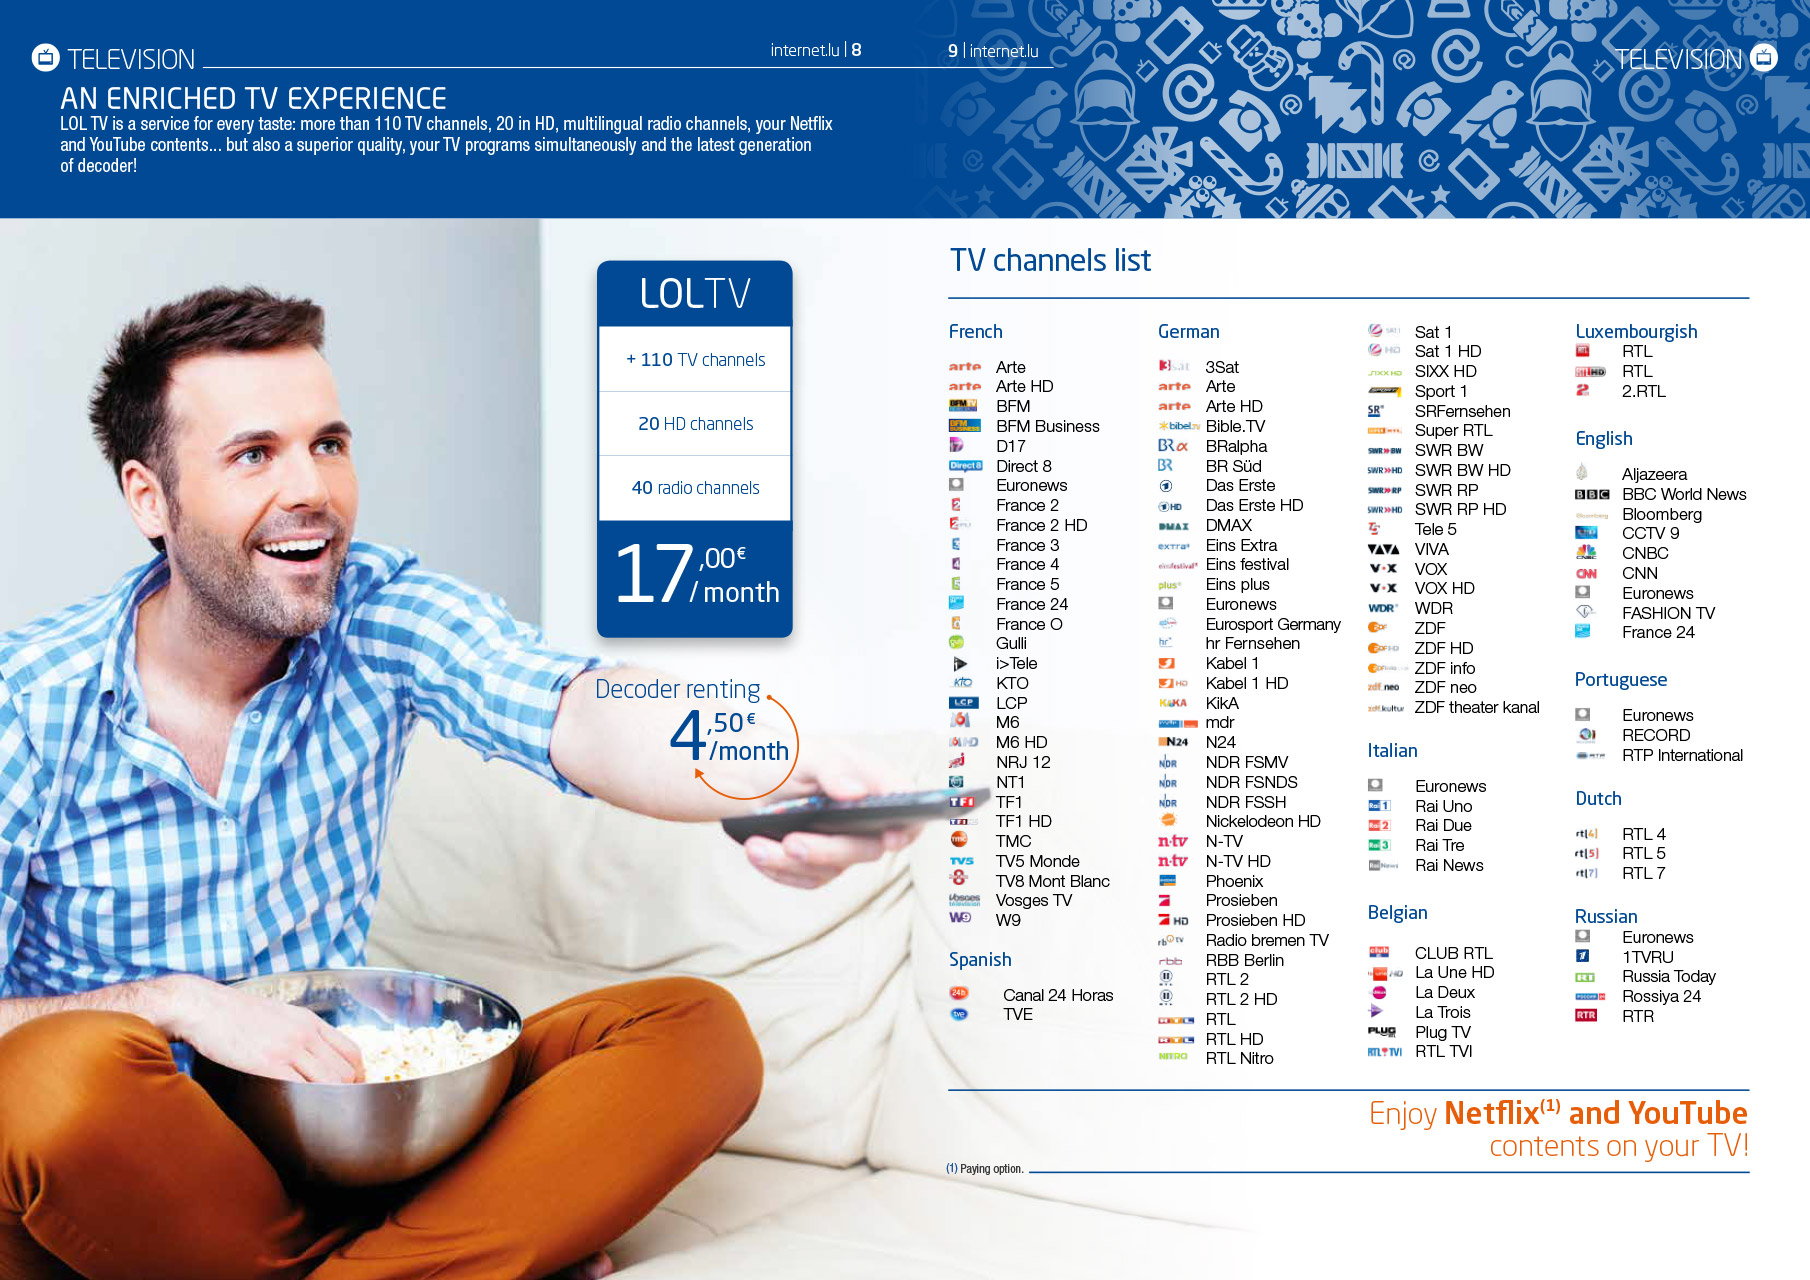 TELEVISION
internet.lu | 8
AN ENRICHED TV EXPERIENCE
LOL TV is a service for every taste: more than 110 TV channels, 20 in HD, multilingual radio channels, your Netflix
and YouTube contents... but also a superior quality, your TV programs simultaneously and the latest generation
of decoder!
LOLTV
+ 110 TV channels
20 HD channels
40 radio channels
17,00€
/ month
Decoder renting
4,50€
/month
9 | internet.lu
TELEVISION
TV channels list
French
Arte
Arte HD
BFM
BFM Business
D17
Direct 8
Euronews
France 2
France 2 HD
France 3
France 4
France 5
France 24
France O
Gulli
i>Tele
KTO
LCP
M6
M6 HD
NRJ 12
NT1
TF1
TF1 HD
TMC
TV5 Monde
TV8 Mont Blanc
Vosges TV
W9
Spanish
Canal 24 Horas
TVE
German
3Sat
Arte
Arte HD
Bible.TV
BRalpha
BR Süd
Das Erste
Das Erste HD
DMAX
Eins Extra
Eins festival
Eins plus
Euronews
Eurosport Germany
hr Fernsehen
Kabel 1
Kabel 1 HD
KikA
mdr
N24
NDR FSMV
NDR FSNDS
NDR FSSH
Nickelodeon HD
N-TV
N-TV HD
Phoenix
Prosieben
Prosieben HD
Radio bremen TV
RBB Berlin
RTL 2
RTL 2 HD
RTL
RTL HD
RTL Nitro
Sat 1
Sat 1 HD
SIXX HD
Sport 1
SRFernsehen
Super RTL
SWR BW
SWR BW HD
SWR RP
SWR RP HD
Tele 5
VIVA
VOX
VOX HD
WDR
ZDF
ZDF HD
ZDF info
ZDF neo
ZDF theater kanal
Italian
Euronews
Rai Uno
Rai Due
Rai Tre
Rai News
Belgian
CLUB RTL
La Une HD
La Deux
La Trois
Plug TV
RTL TVI
Luxembourgish
RTL
RTL
2.RTL
English
Aljazeera
BBC World News
Bloomberg
CCTV 9
CNBC
CNN
Euronews
FASHION TV
France 24
Portuguese
Euronews
RECORD
RTP International
Dutch
RTL 4
RTL 5
RTL 7
Russian
Euronews
1TVRU
Russia Today
Rossiya 24
RTR
Enjoy Netflix(1) and YouTube
contents on your TV!
(1) Paying option.